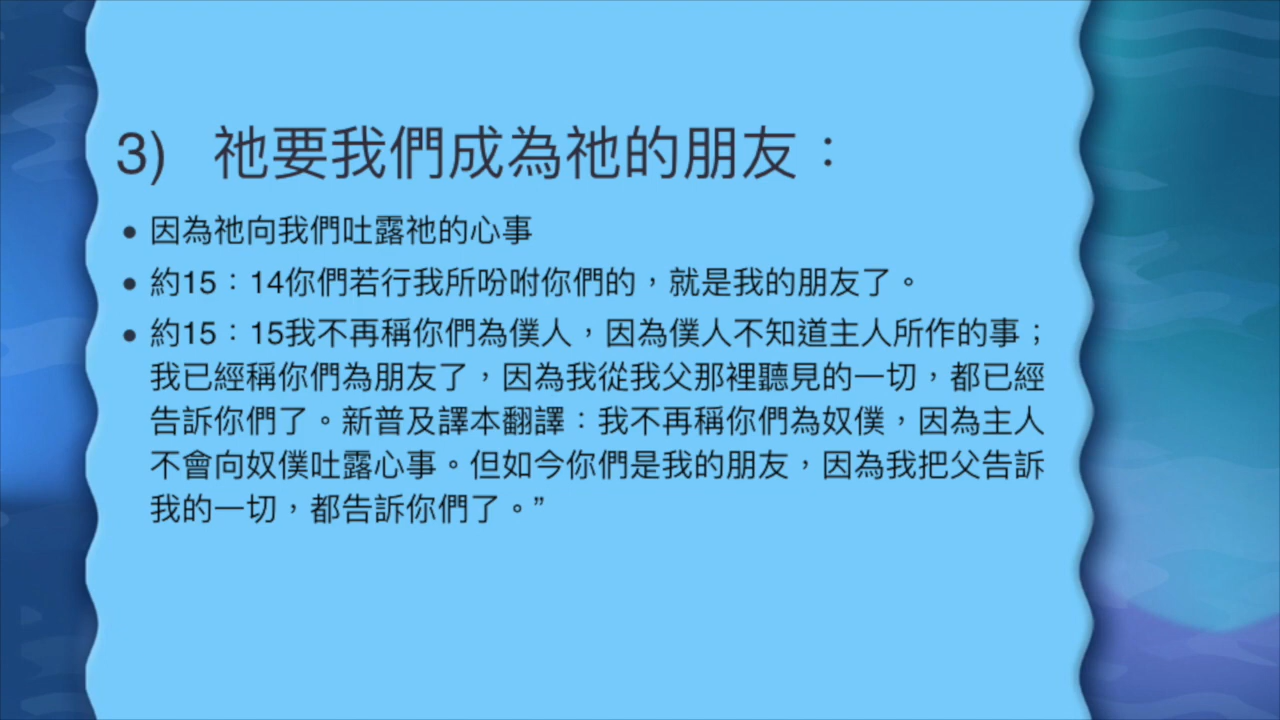 3) 祂要我們成為祂的朋友：
• 因為祂向我們吐露祂的心事
• 約15：14你們若行我所吩咐你們的，就是我的朋友了。
• 約15：15我不再稱你們為僕人，因為僕人不知道主人所作的事；
我已經稱你們為朋友了，因為我從我父那裡聽見的一切，都已經
告訴你們了。新普及譯本翻譯：我不再稱你們為奴僕，因為主人
不會向奴僕吐露心事。但如今你們是我的朋友，因為我把父告訴
我的一切，都告訴你們了。”